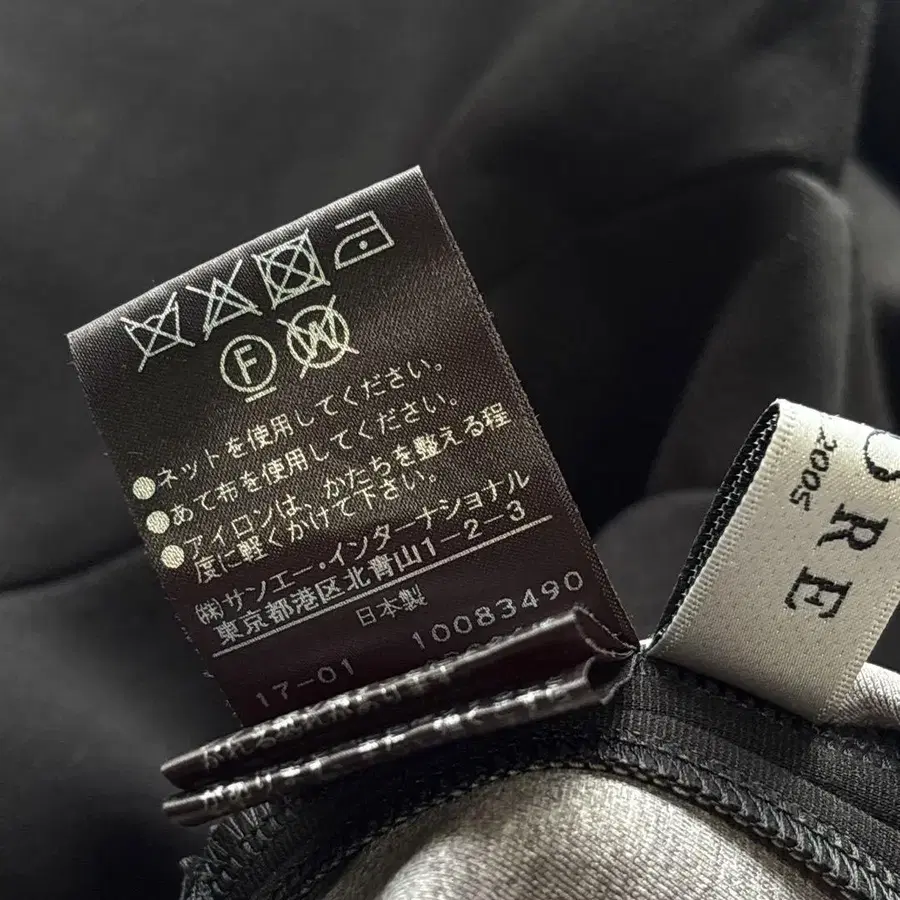 F
W
●ネットを使用してください。
●あて布を使用してください。
●アイロンは、かたちを整える程
度に軽くかけて下さい。
㈱サンエー・インターナショナル
東京都港区北青山1-2-3
日本製
17-01 10083490
ORE
2005